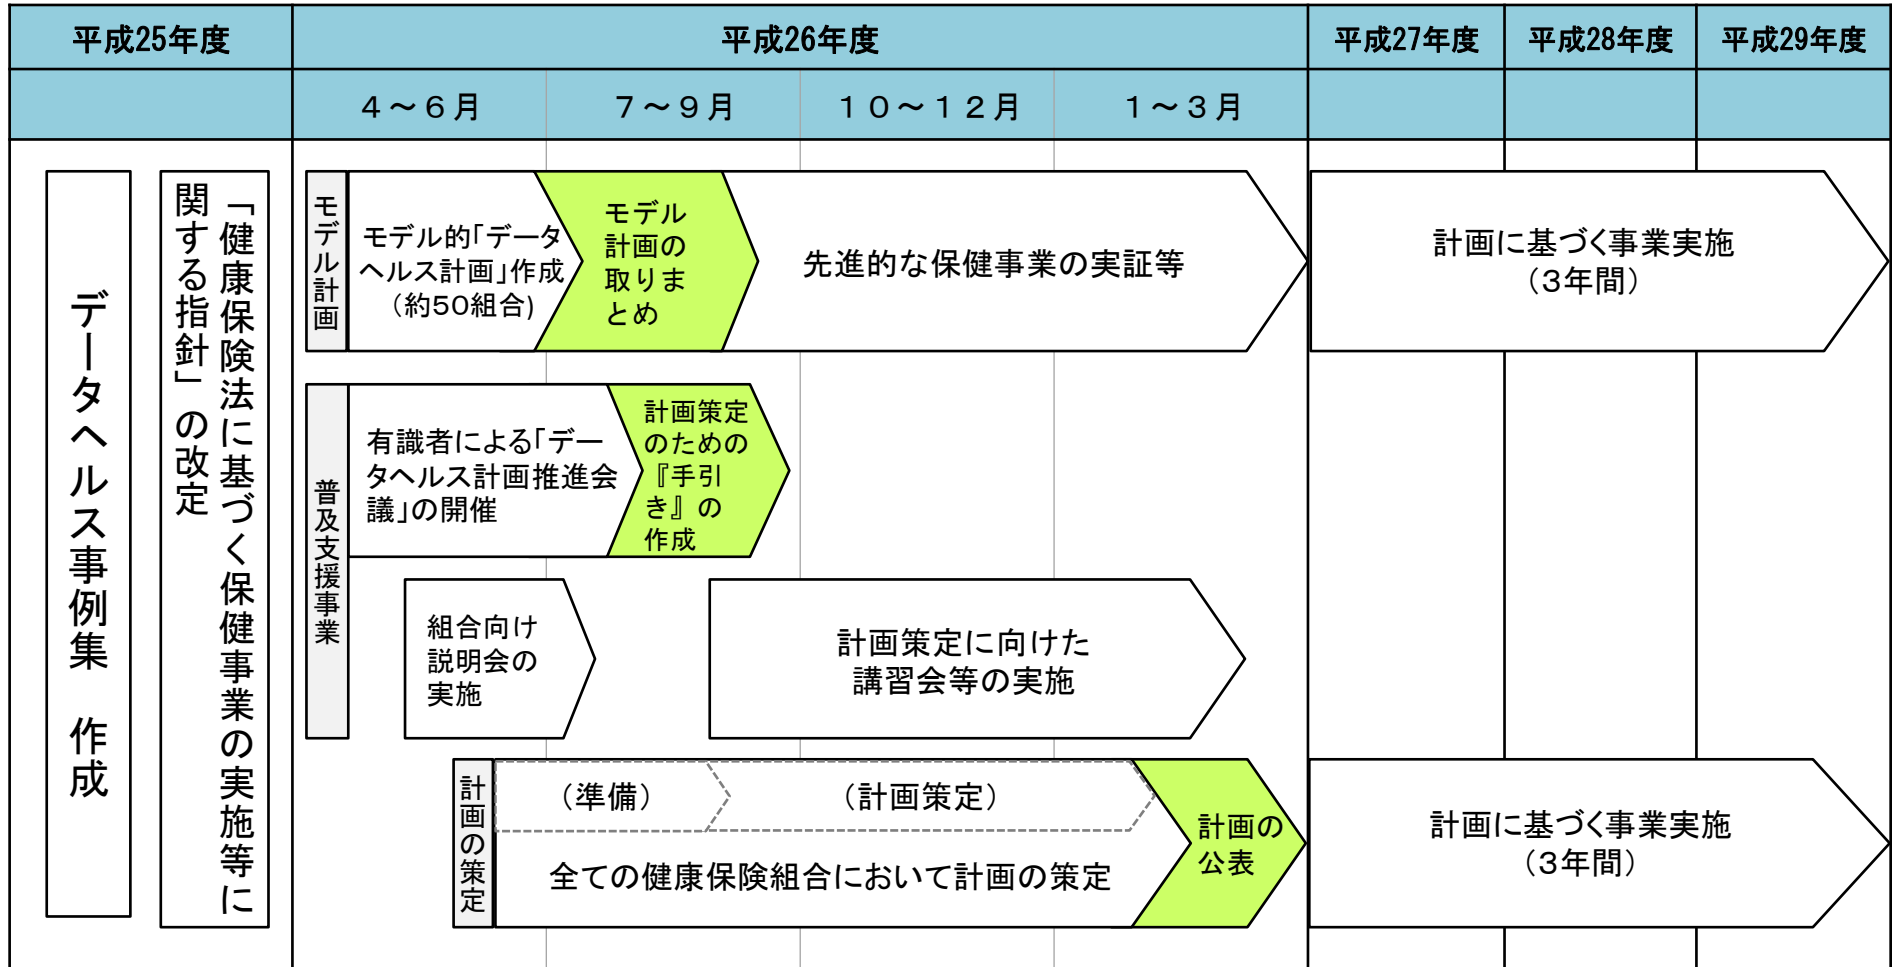 平成25年度
平成26年度
平成27年度
平成28年度
平成29年度
４～６月
７～９月
１０～１２月
１～３月
データヘルス事例集　作成
「健康保険法に基づく保健事業の実施等に
関する指針」の改定
モデル計画
モデル的「データ
ヘルス計画」作成
（約50組合)
モデル
計画の
取りま
とめ
先進的な保健事業の実証等
計画に基づく事業実施
（３年間）
普及支援事業
有識者による「デー
タヘルス計画推進会
議」の開催
計画策定
のための
『手引
き』の
作成
組合向け
説明会の
実施
計画策定に向けた
講習会等の実施
計画の策定
（準備）
（計画策定）
全ての健康保険組合において計画の策定
計画の
公表
計画に基づく事業実施
（３年間）